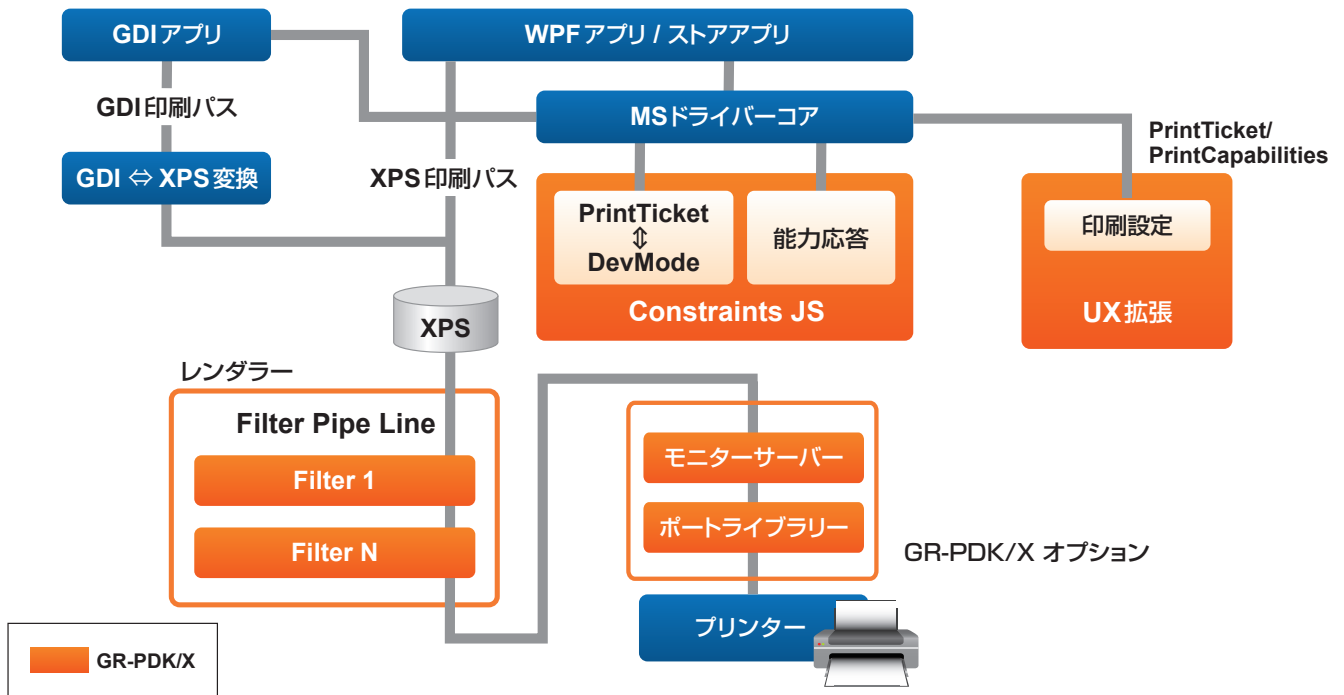 GDIアプリ
WPFアプリ / ストアアプリ
GDI印刷パス
MSドライバーコア
PrintTicket/
PrintCapabilities
GDI ⇔ XPS変換
XPS印刷パス
PrintTicket
⇕
DevMode
能力応答
Constraints JS
印刷設定
UX拡張
XPS
レンダラー
Filter Pipe Line
Filter 1
Filter N
モニターサーバー
ポートライブラリー
GR-PDK/X オプション
プリンター
GR-PDK/X